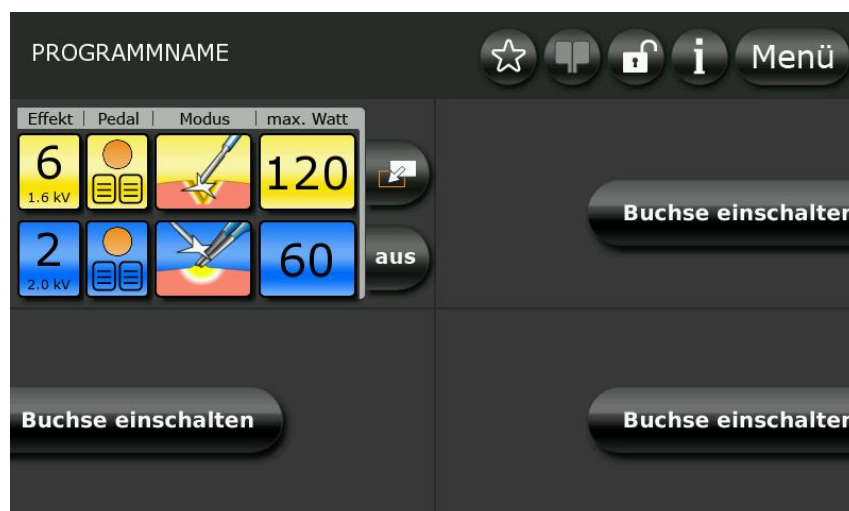 PROGRAMMNAME
i
Menü
Effekt | Pedal | Modus | max. Watt
6
1.6 kV
120
2
2.0 kV
60
aus
Buchse einschalten
Buchse einschalten
Buchse einschalten